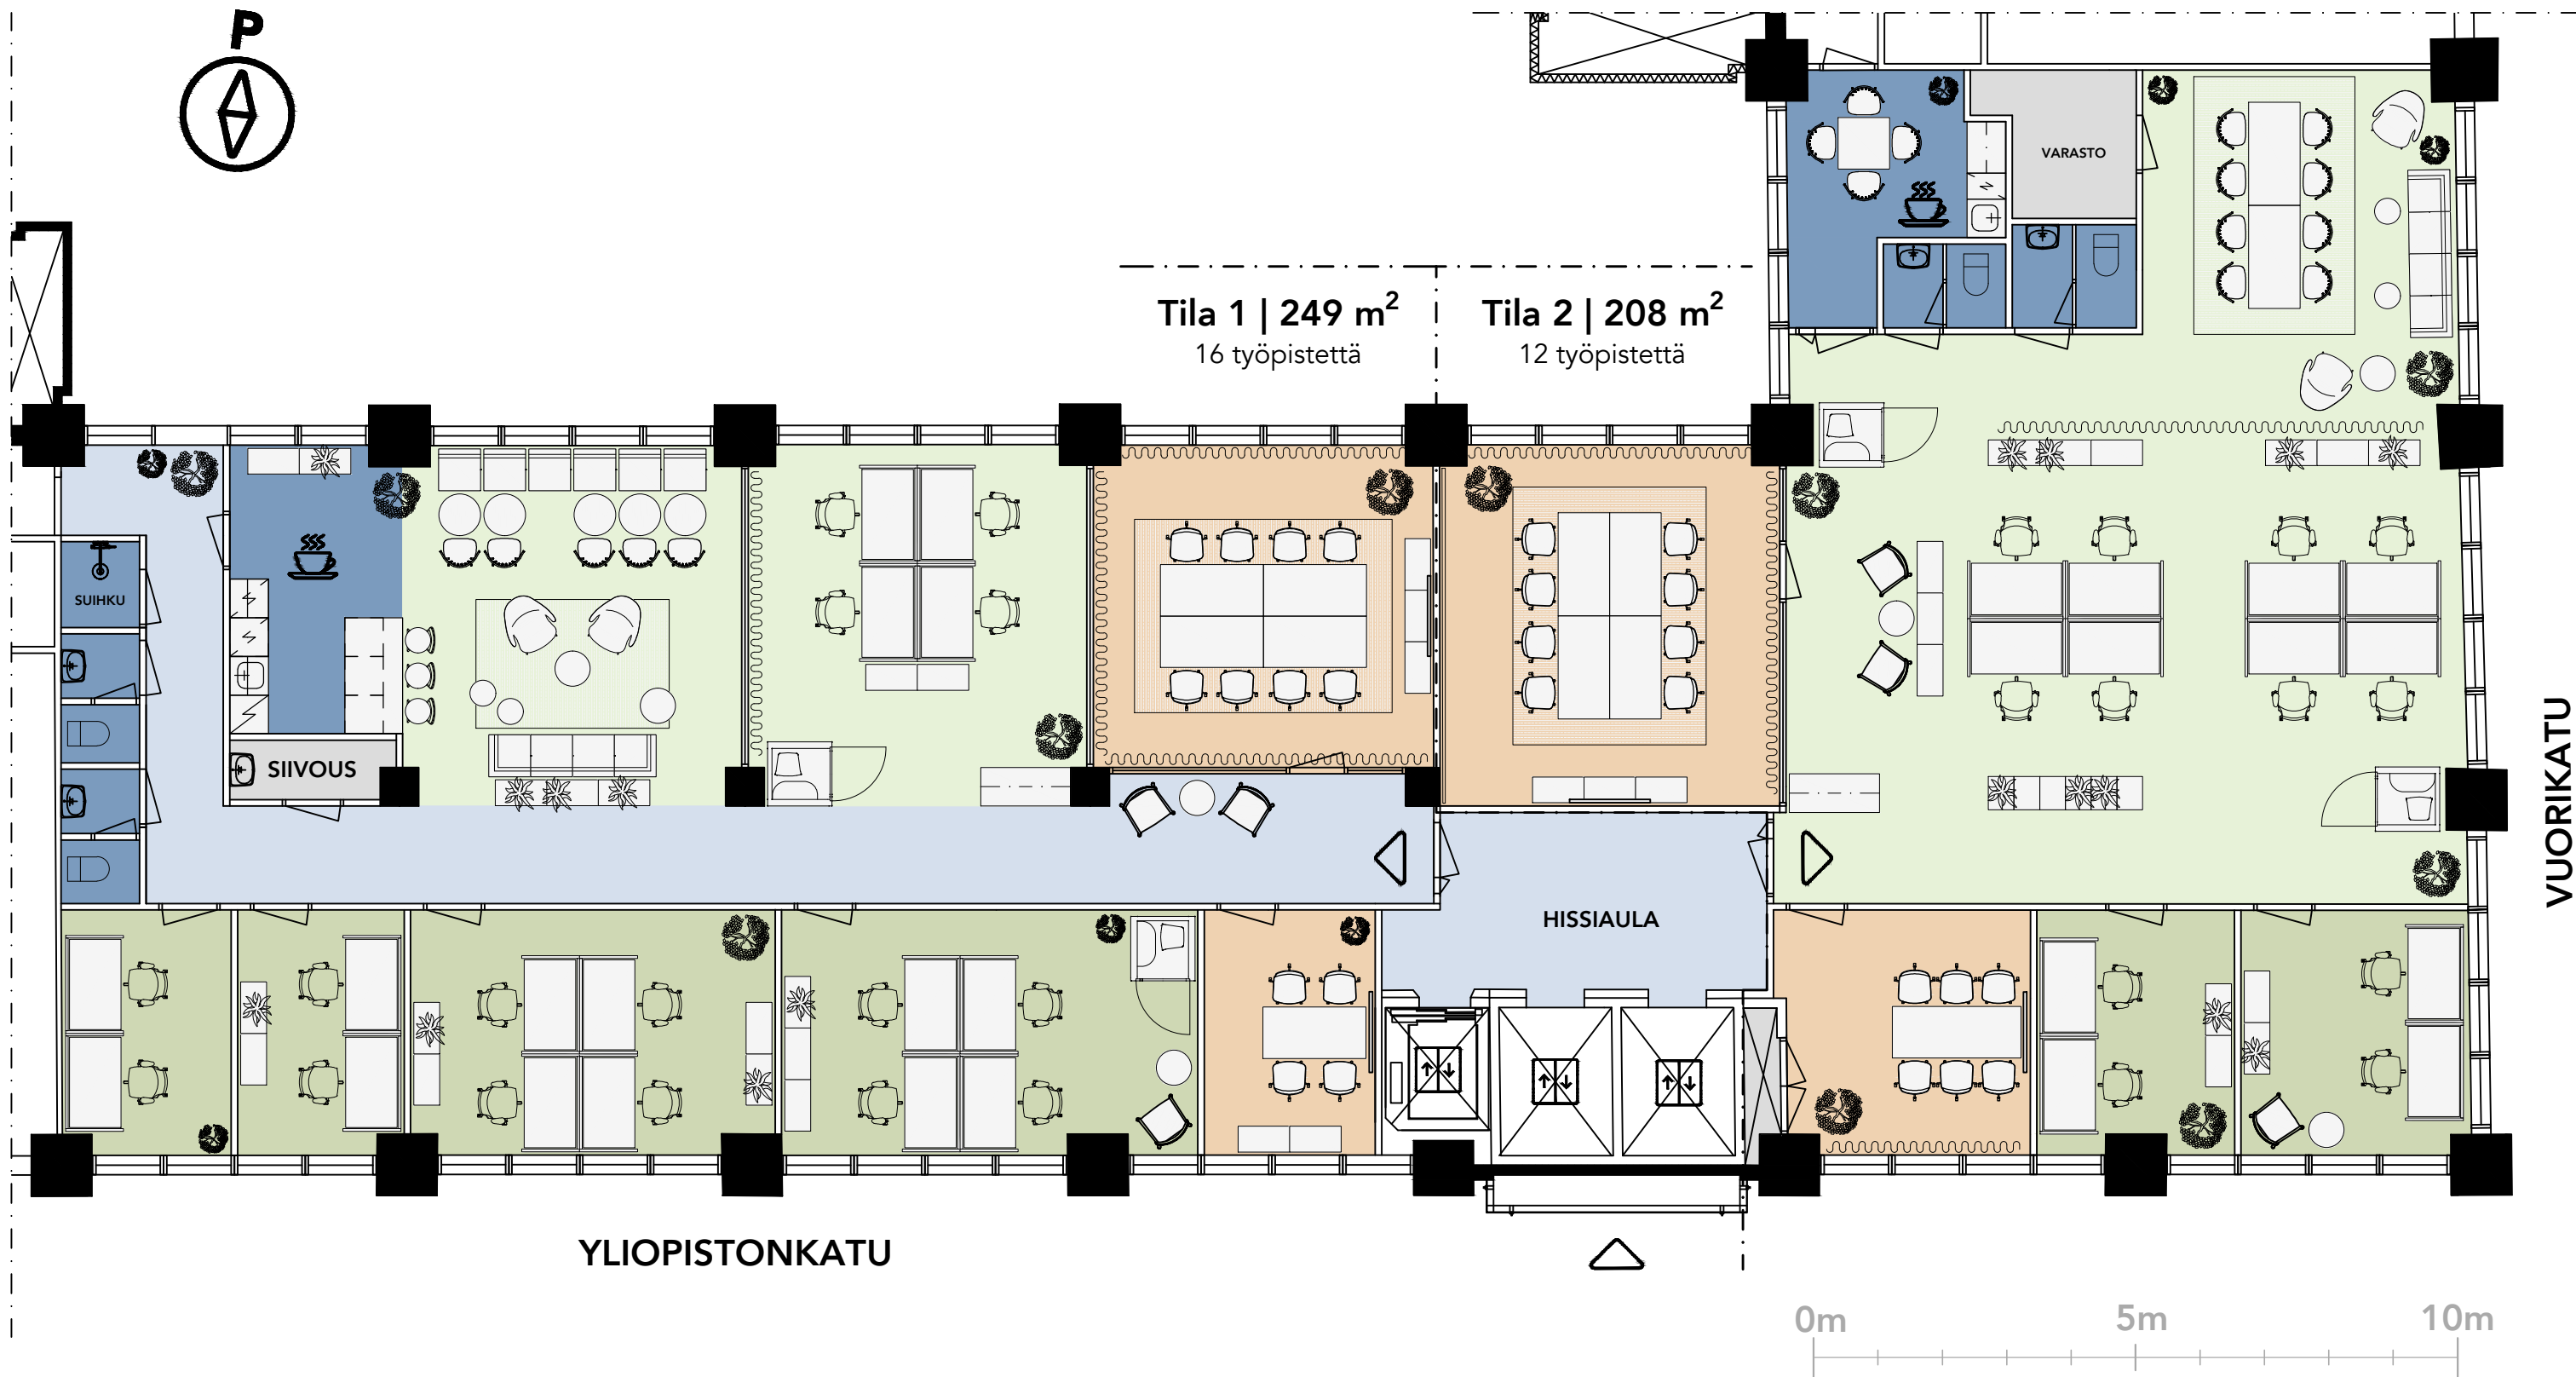 P
VARASTO
Tila 1 | 249 m²
16 työpistettä
Tila 2 | 208 m²
12 työpistettä
SUIHKU
SIIVOUS
HISSIAULA
VUORIKATU
YLIOPISTONKATU
0m 5m 10m